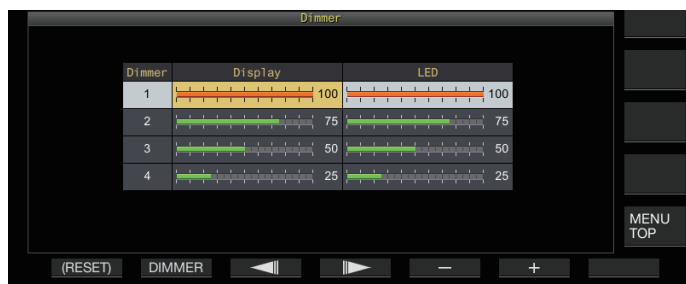 Dimmer
Dimmer Display LED
1 100 100
2 75 75
3 50 50
4 25 25
MENU
TOP
(RESET) DIMMER − +